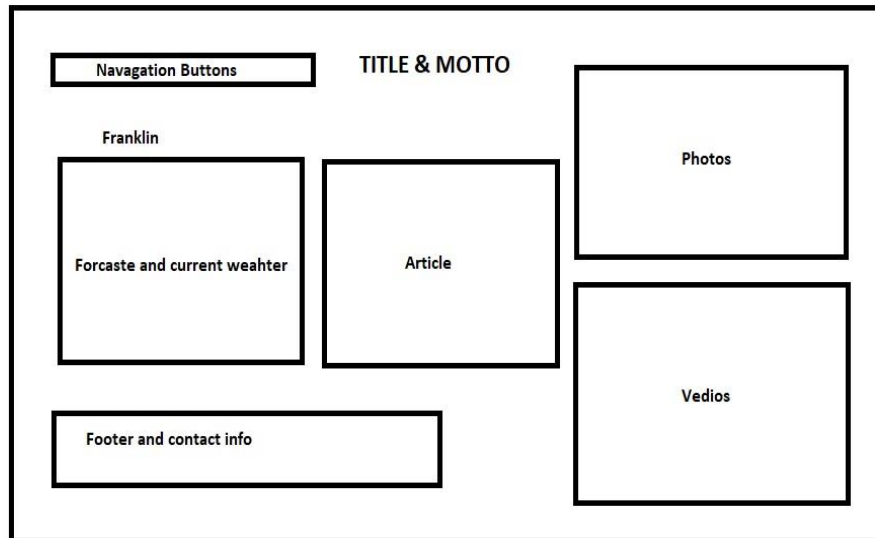 Navagation Buttons
TITLE & MOTTO
Franklin
Photos
Forcaste and current weahter
Article
Vedios
Footer and contact info